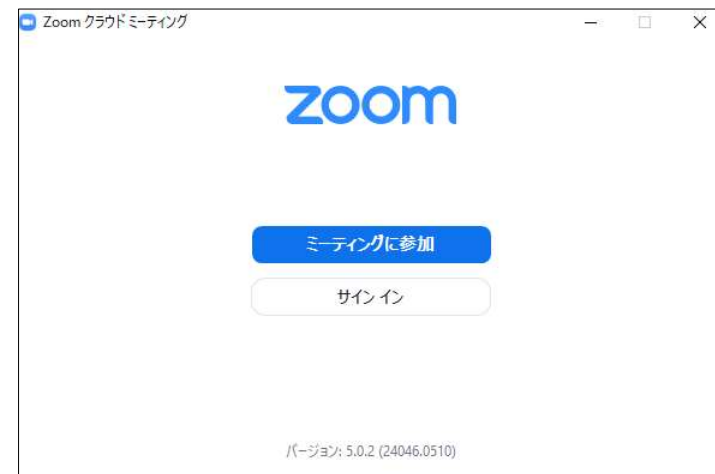 Zoom クラウド ミーティング
zoom
ミーティングに参加
サイン イン
バージョン: 5.0.2 (24046.0510)